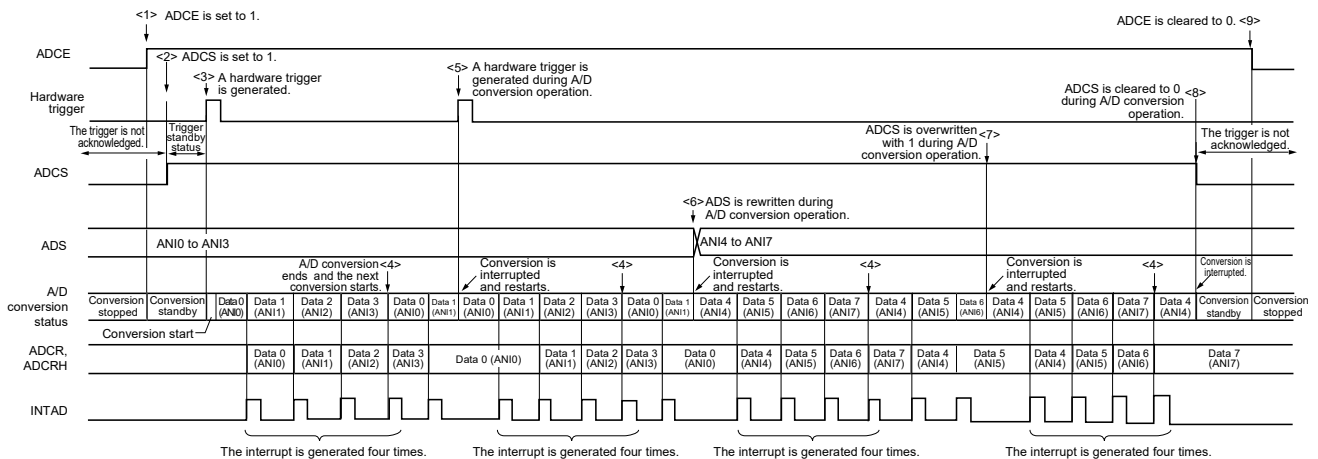 <1> ADCE is set to 1.
ADCE is cleared to 0. <9>
ADCE
<2> ADCS is set to 1.
<3> A hardware trigger
is generated.
<5> A hardware trigger is
generated during A/D
conversion operation.
ADCS is cleared to 0 <8>
during A/D conversion
operation.
Hardware
trigger
The trigger is not
acknowledged.
Trigger
standby
status
ADCS is overwritten <7>
with 1 during A/D
conversion operation.
The trigger is not
acknowledged.
ADCS
<6> ADS is rewritten during
A/D conversion operation.
ADS
ANI0 to ANI3
ANI4 to ANI7
A/D conversion <4>
ends and the next
conversion starts.
Conversion is
interrupted
and restarts.
<4>
Conversion is
interrupted
and restarts.
<4>
Conversion is
interrupted
and restarts.
<4>
Conversion is
interrupted.
A/D
conversion
status
Conversion
stopped
Conversion
standby
Data 0
(ANI0)
Data 1
(ANI1)
Data 2
(ANI2)
Data 3
(ANI3)
Data 0
(ANI0)
Data 1
(ANI1)
Data 0
(ANI0)
Data 1
(ANI1)
Data 2
(ANI2)
Data 3
(ANI3)
Data 0
(ANI0)
Data 1
(ANI1)
Data 4
(ANI4)
Data 5
(ANI5)
Data 6
(ANI6)
Data 7
(ANI7)
Data 4
(ANI4)
Data 5
(ANI5)
Data 6
(ANI6)
Data 4
(ANI4)
Data 5
(ANI5)
Data 6
(ANI6)
Data 7
(ANI7)
Data 4
(ANI4)
Conversion
standby
Conversion
stopped
Conversion start
ADCR,
ADCRH
Data 0
(ANI0)
Data 1
(ANI1)
Data 2
(ANI2)
Data 3
(ANI3)
Data 0 (ANI0)
Data 1
(ANI1)
Data 2
(ANI2)
Data 3
(ANI3)
Data 0
(ANI0)
Data 4
(ANI4)
Data 5
(ANI5)
Data 6
(ANI6)
Data 7
(ANI7)
Data 4
(ANI4)
Data 5
(ANI5)
Data 4
(ANI4)
Data 5
(ANI5)
Data 6
(ANI6)
Data 7
(ANI7)
INTAD
The interrupt is generated four times.
The interrupt is generated four times.
The interrupt is generated four times.
The interrupt is generated four times.